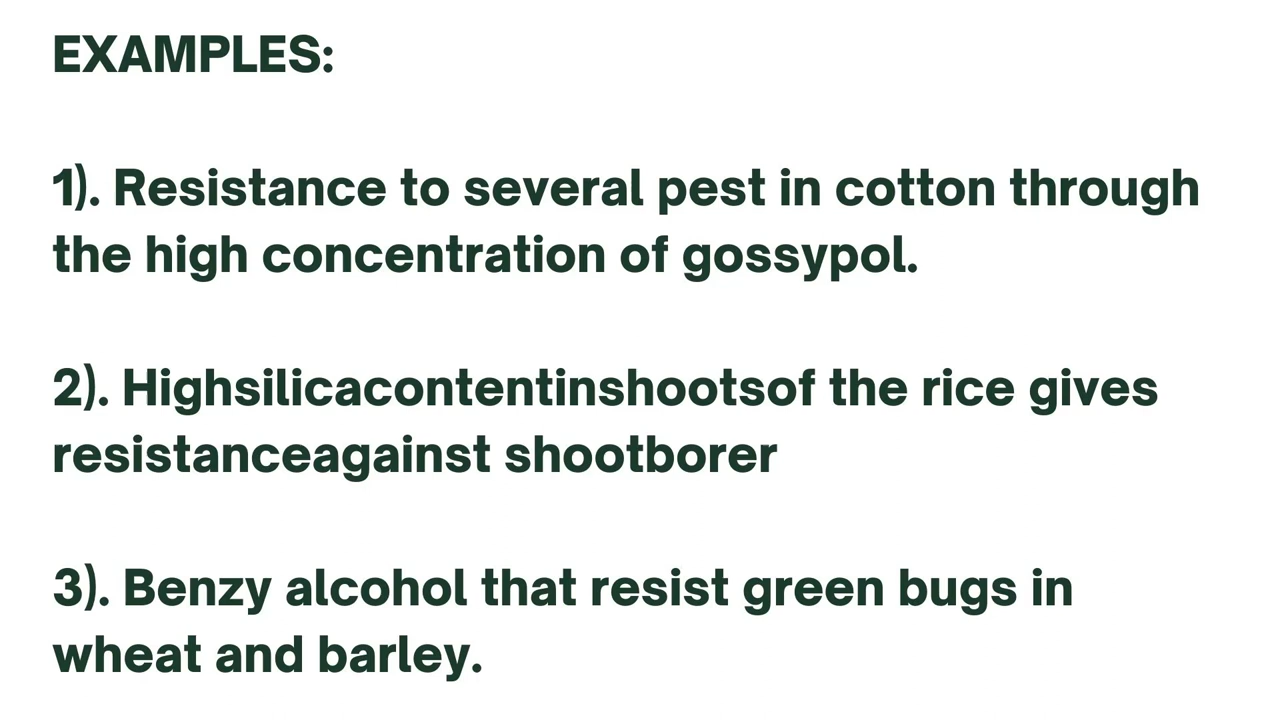 EXAMPLES:
1). Resistance to several pest in cotton through
the high concentration of gossypol.
2). Highsilicacontentinshootsof the rice gives
resistanceagainst shootborer
3). Benzy alcohol that resist green bugs in
wheat and barley.